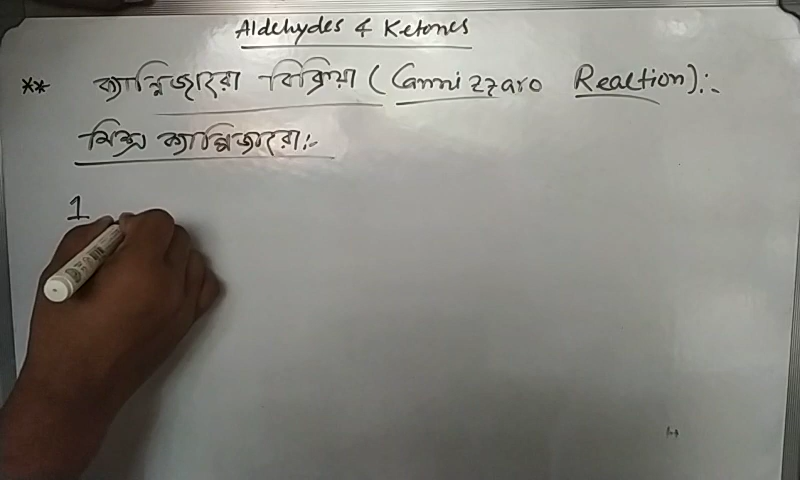 Aldehydes & Ketones
** ক্যানিজারো বিক্রিয়া (Cannizzaro Reaction):-
মিশ্র ক্যানিজারো:-
1